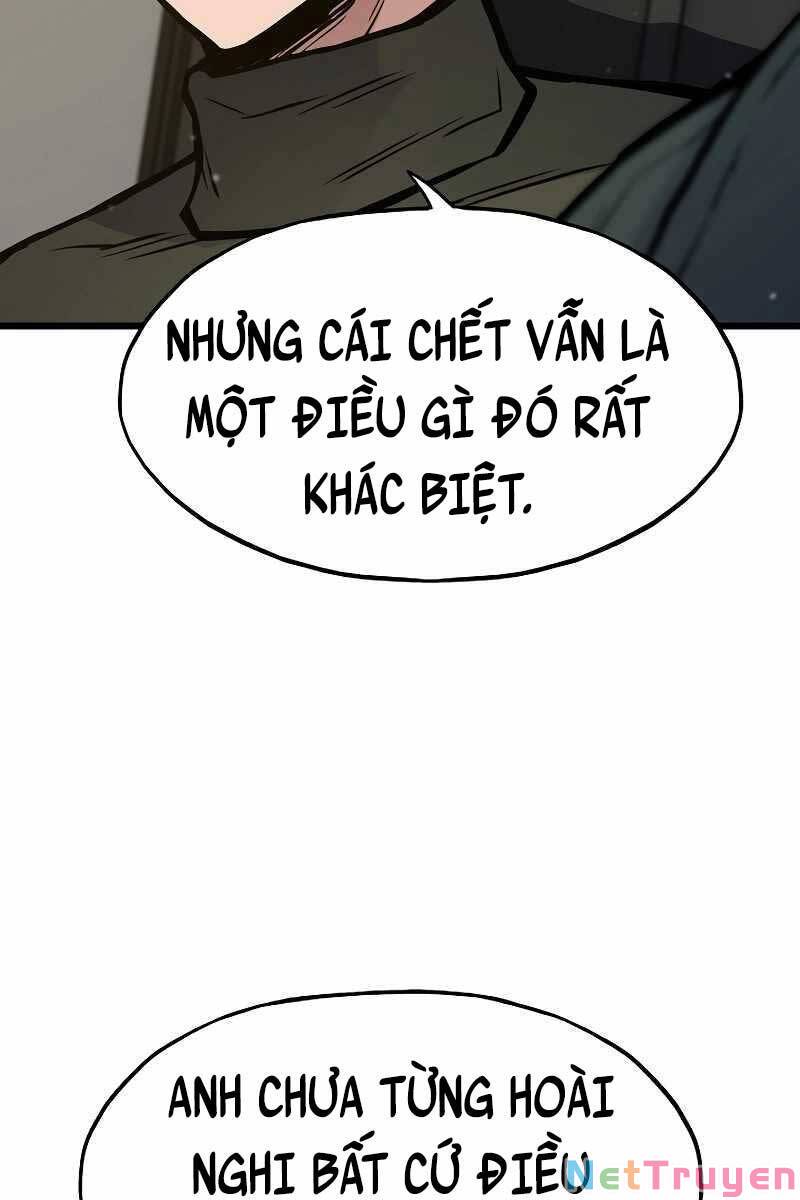 NHƯNG CÁI CHẾT VẪN LÀ
MỘT ĐIỀU GÌ ĐÓ RẤT
KHÁC BIỆT.
ANH CHƯA TỪNG HOÀI
NGHI BẤT CỨ ĐIỀU
NetTruyen